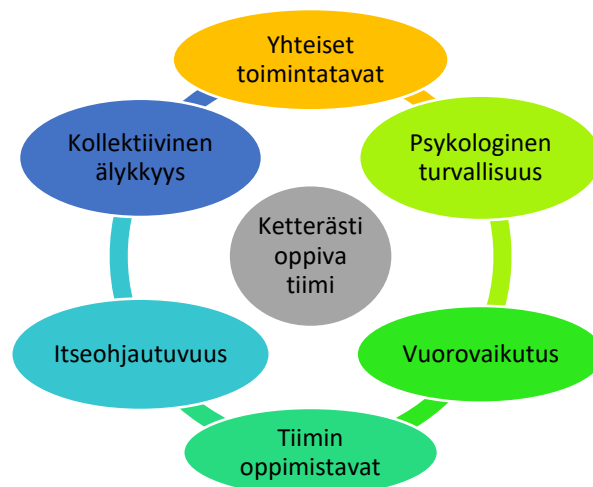 Yhteiset
toimintatavat
Kollektiivinen
älykkyys
Psykologinen
turvallisuus
Ketterästi
oppiva
tiimi
Itseohjautuvuus
Vuorovaikutus
Tiimin
oppimistavat